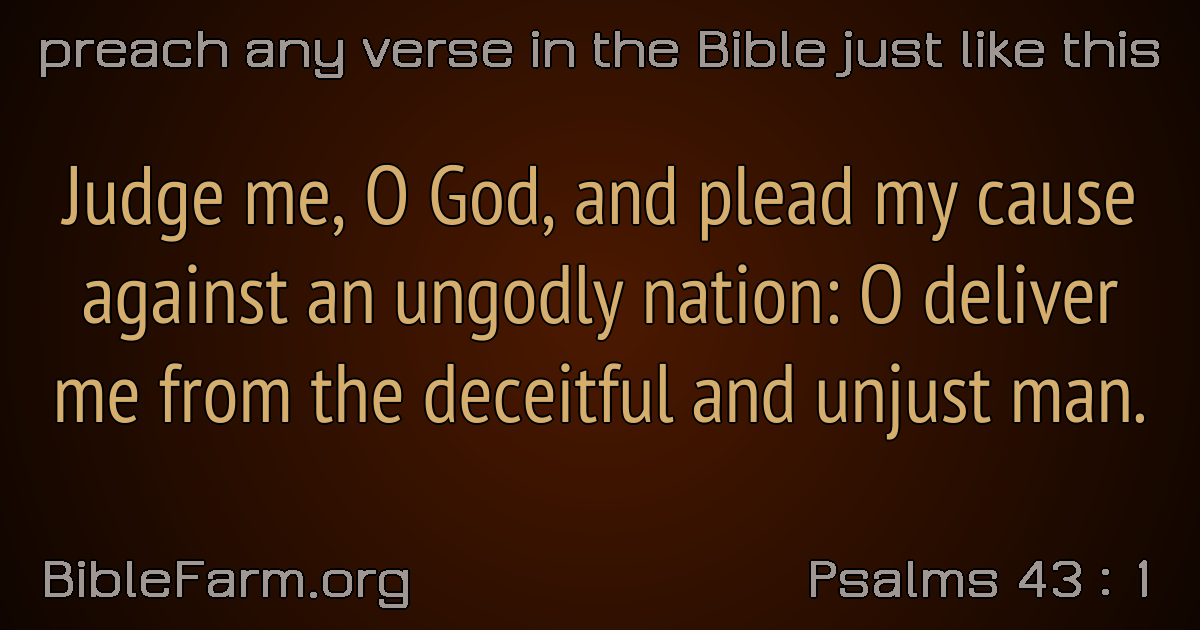 preach any verse in the Bible just like this
Judge me, O God, and plead my cause
against an ungodly nation: O deliver
me from the deceitful and unjust man.
BibleFarm.org
Psalms 43 : 1